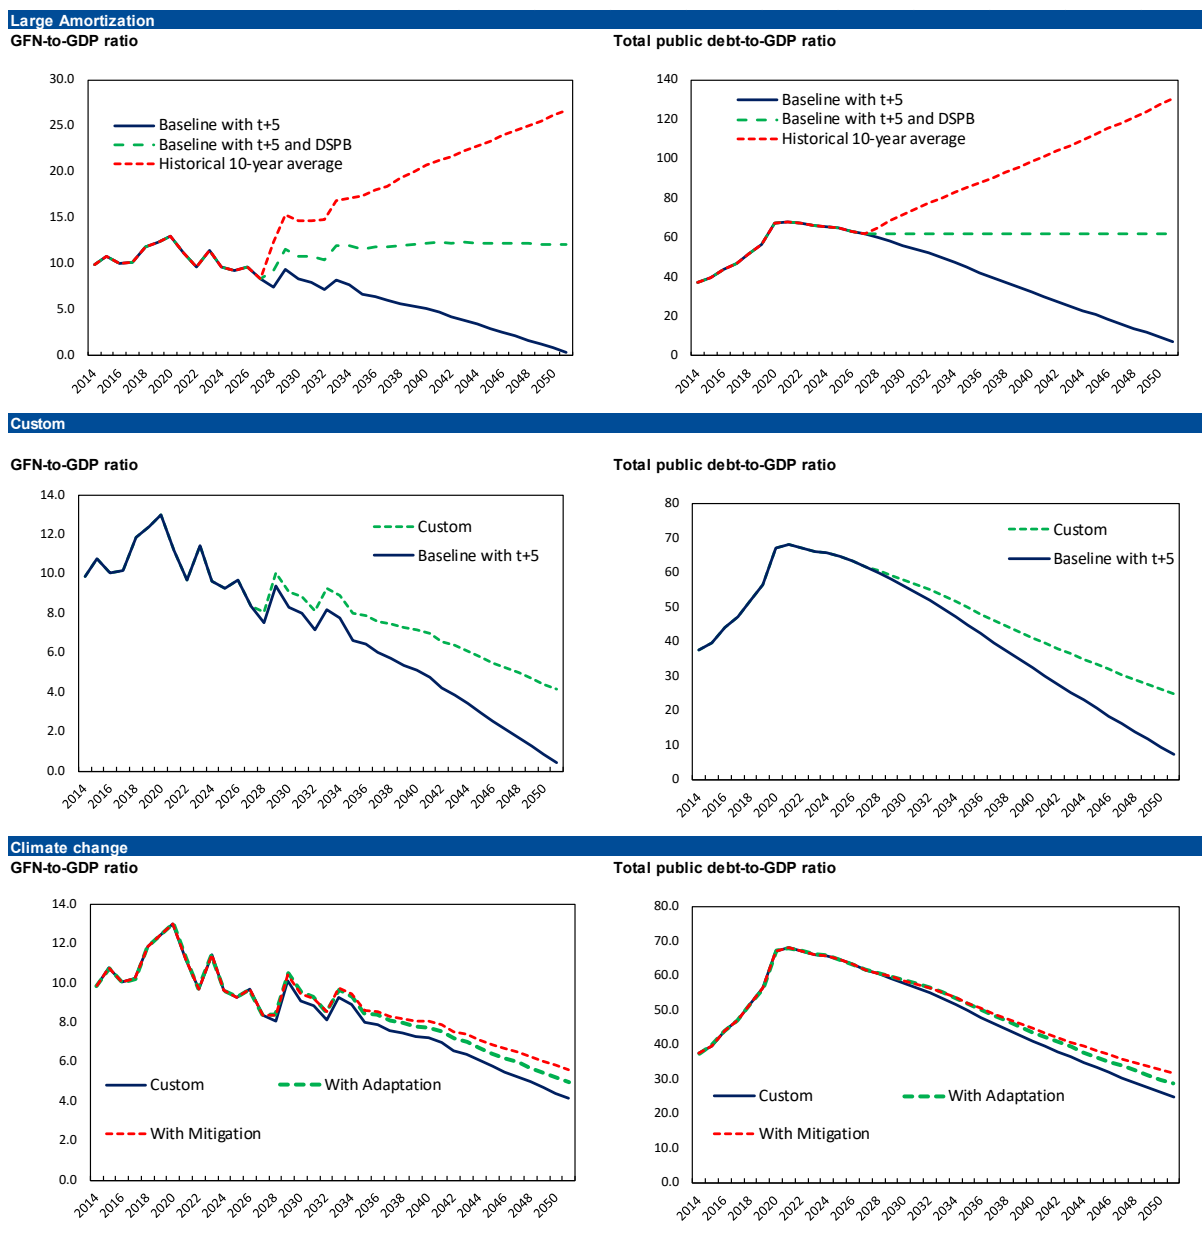 Large Amortization
GFN-to-GDP ratio
Total public debt-to-GDP ratio
30.0
25.0
20.0
15.0
10.0
5.0
0.0
Baseline with t+5
Baseline with t+5 and DSPB
Historical 10-year average
2014 2016 2018 2020 2022 2024 2026 2028 2030 2032 2034 2036 2038 2040 2042 2044 2046 2048 2050
140
120
100
80
60
40
20
0
Baseline with t+5
Baseline with t+5 and DSPB
Historical 10-year average
2014 2016 2018 2020 2022 2024 2026 2028 2030 2032 2034 2036 2038 2040 2042 2044 2046 2048 2050
Custom
GFN-to-GDP ratio
Total public debt-to-GDP ratio
14.0
12.0
10.0
8.0
6.0
4.0
2.0
0.0
Custom
Baseline with t+5
2014 2016 2018 2020 2022 2024 2026 2028 2030 2032 2034 2036 2038 2040 2042 2044 2046 2048 2050
80
70
60
50
40
30
20
10
0
Custom
Baseline with t+5
2014 2016 2018 2020 2022 2024 2026 2028 2030 2032 2034 2036 2038 2040 2042 2044 2046 2048 2050
Climate change
GFN-to-GDP ratio
Total public debt-to-GDP ratio
14.0
12.0
10.0
8.0
6.0
4.0
2.0
0.0
Custom
With Adaptation
With Mitigation
2014 2016 2018 2020 2022 2024 2026 2028 2030 2032 2034 2036 2038 2040 2042 2044 2046 2048 2050
80.0
70.0
60.0
50.0
40.0
30.0
20.0
10.0
0.0
Custom
With Adaptation
With Mitigation
2014 2016 2018 2020 2022 2024 2026 2028 2030 2032 2034 2036 2038 2040 2042 2044 2046 2048 2050